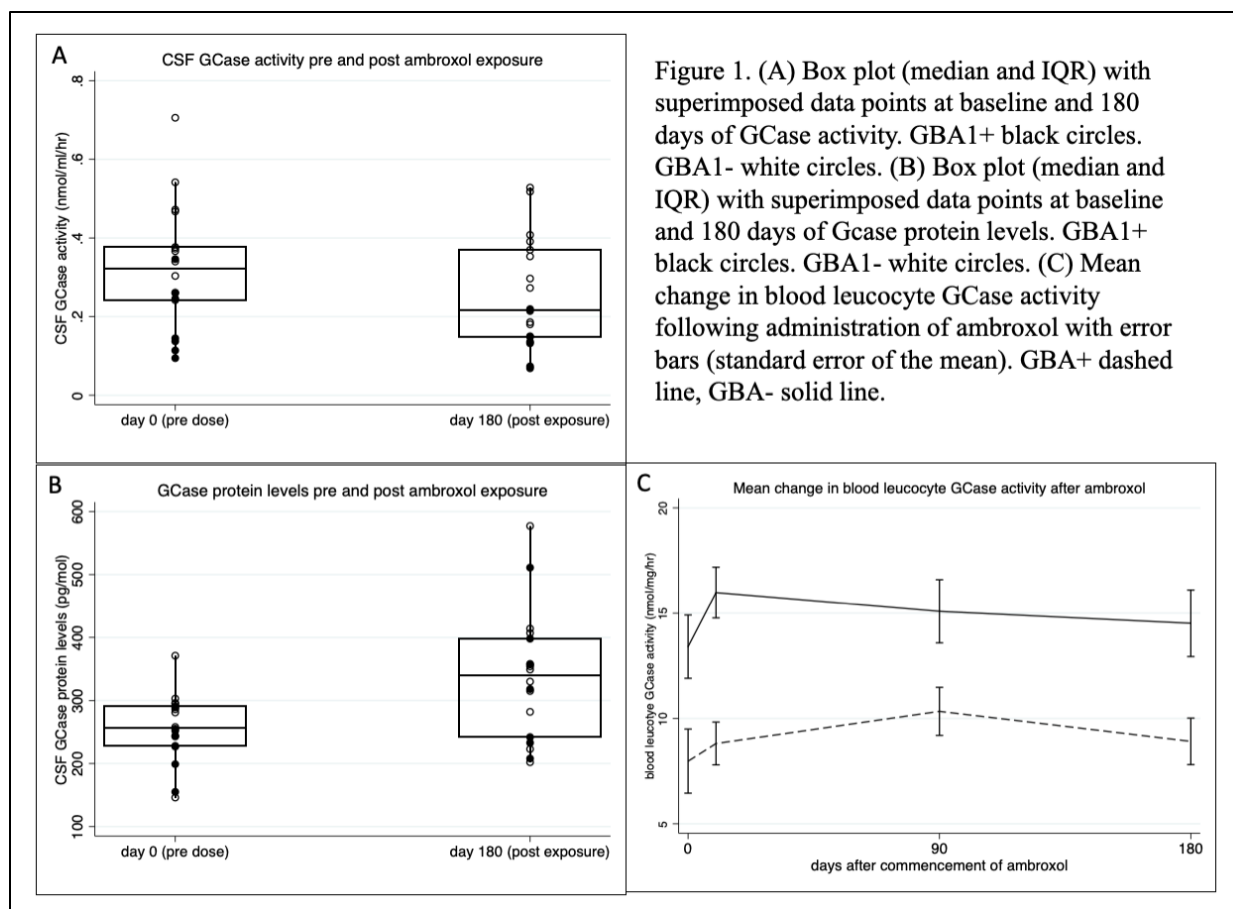 A
CSF GCase activity pre and post ambroxol exposure
CSF GCase activity (nmol/ml/hr)
.8
.6
.4
.2
0
day 0 (pre dose)
day 180 (post exposure)
Figure 1. (A) Box plot (median and IQR) with
superimposed data points at baseline and 180
days of GCase activity. GBA1+ black circles.
GBA1- white circles. (B) Box plot (median and
IQR) with superimposed data points at baseline
and 180 days of Gcase protein levels. GBA1+
black circles. GBA1- white circles. (C) Mean
change in blood leucocyte GCase activity
following administration of ambroxol with error
bars (standard error of the mean). GBA+ dashed
line, GBA- solid line.
B
GCase protein levels pre and post ambroxol exposure
CSF GCase protein levels (pg/mol)
600
500
400
300
200
100
day 0 (pre dose)
day 180 (post exposure)
C
Mean change in blood leucocyte GCase activity after ambroxol
blood leucotye GCase activity (nmol/mg/hr)
20
15
10
5
0
90
180
days after commencement of ambroxol